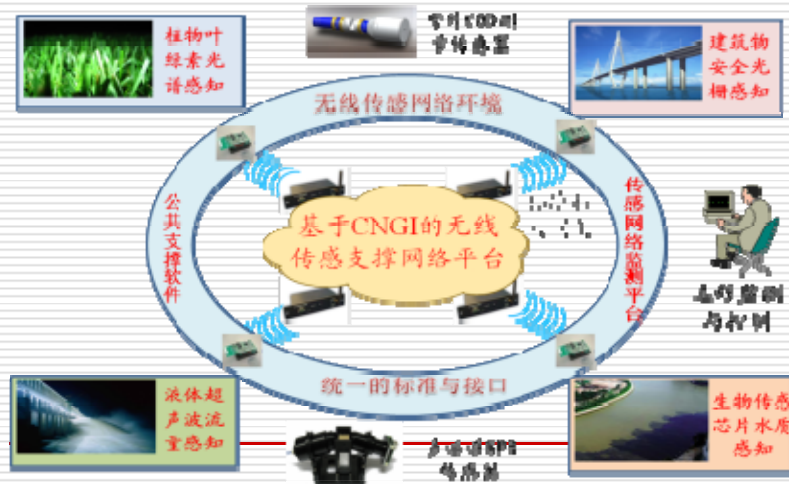 植物叶
绿素光
谱感知
建筑物
安全光
栅感知
无线传感网络环境
公共支撑软件
基于CNGI的无线
传感支撑网络平台
传感网络监测平台
统一的标准与接口
液体超
声波流
量感知
生物传感
芯片水质
感知
传感器